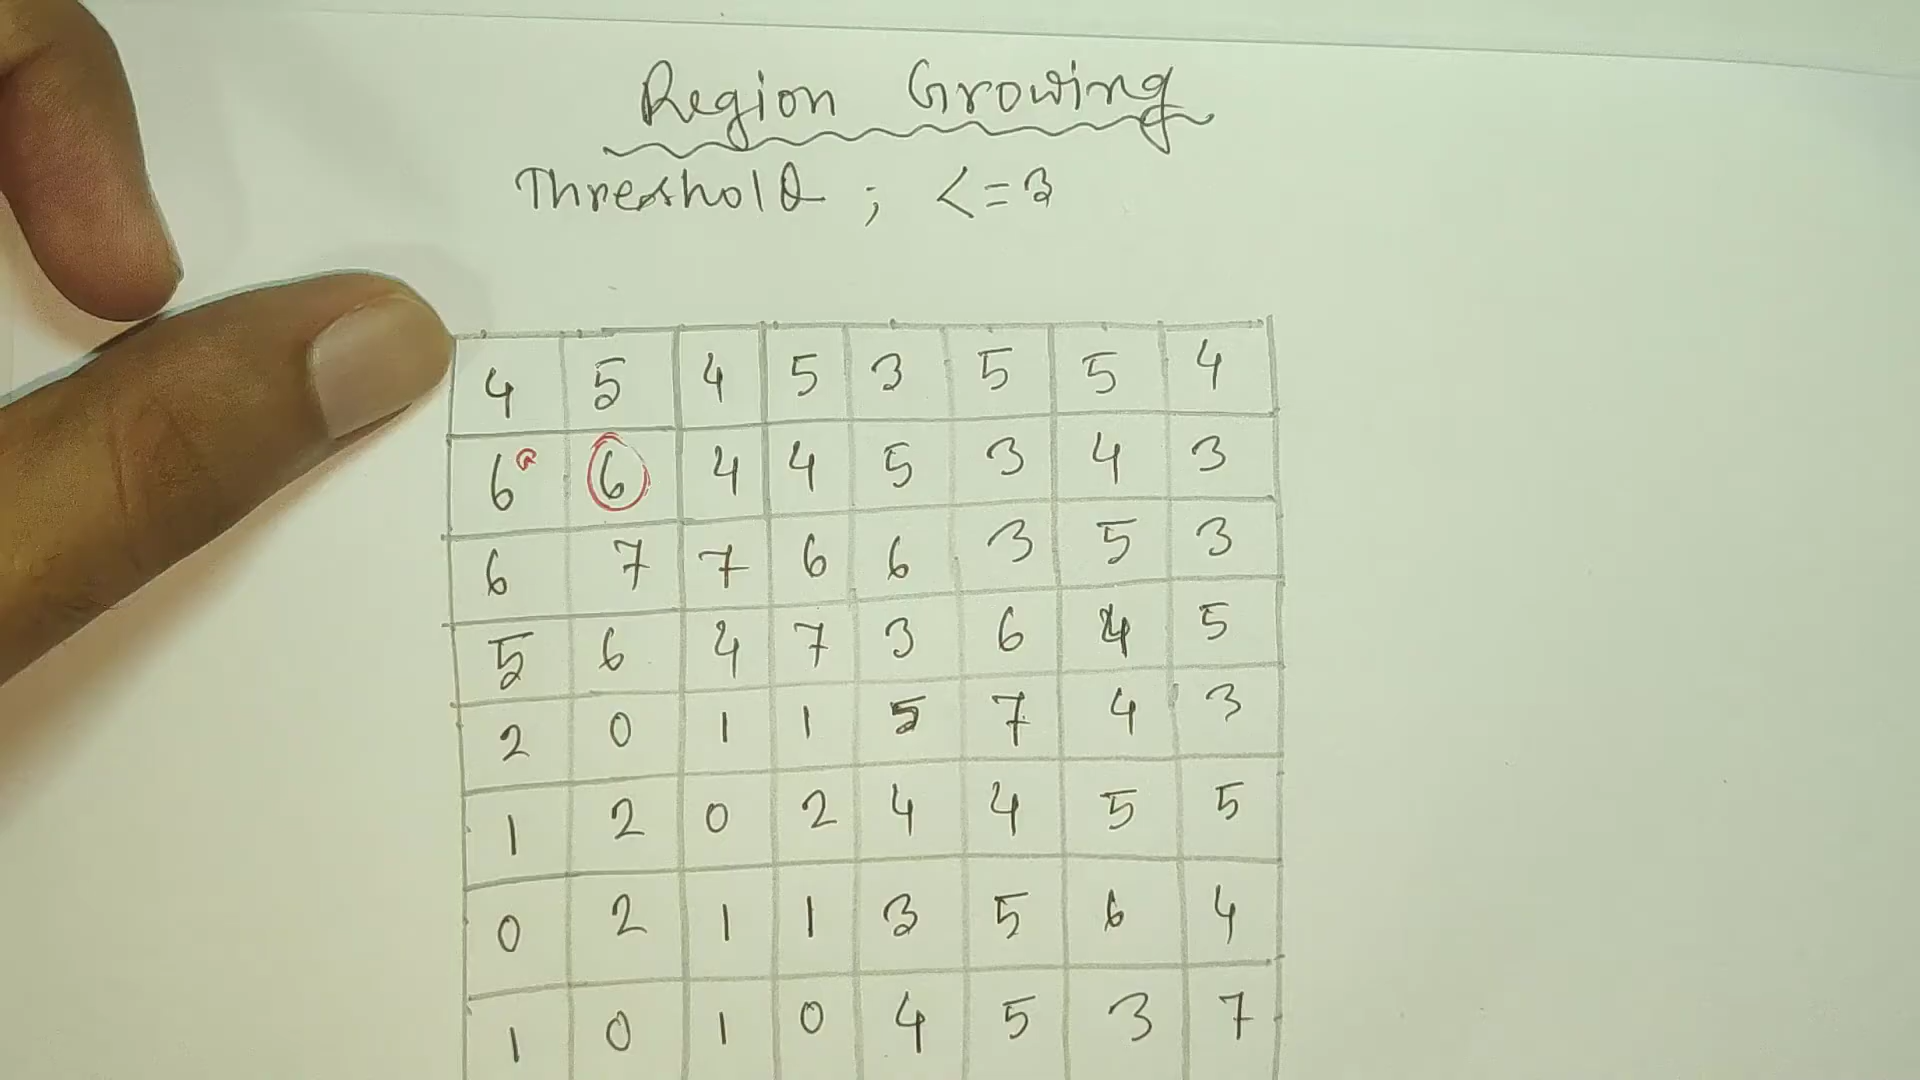 Region Growing
Threshold ; <=3
4 5 4 5 3 5 5 4
6 a 6 4 4 5 3 4 3
6 7 7 6 6 3 5 3
5 6 4 7 3 6 4 5
2 0 1 1 5 7 4 3
1 2 0 2 4 4 5 5
0 2 1 1 3 5 6 4
1 0 1 0 4 5 3 7